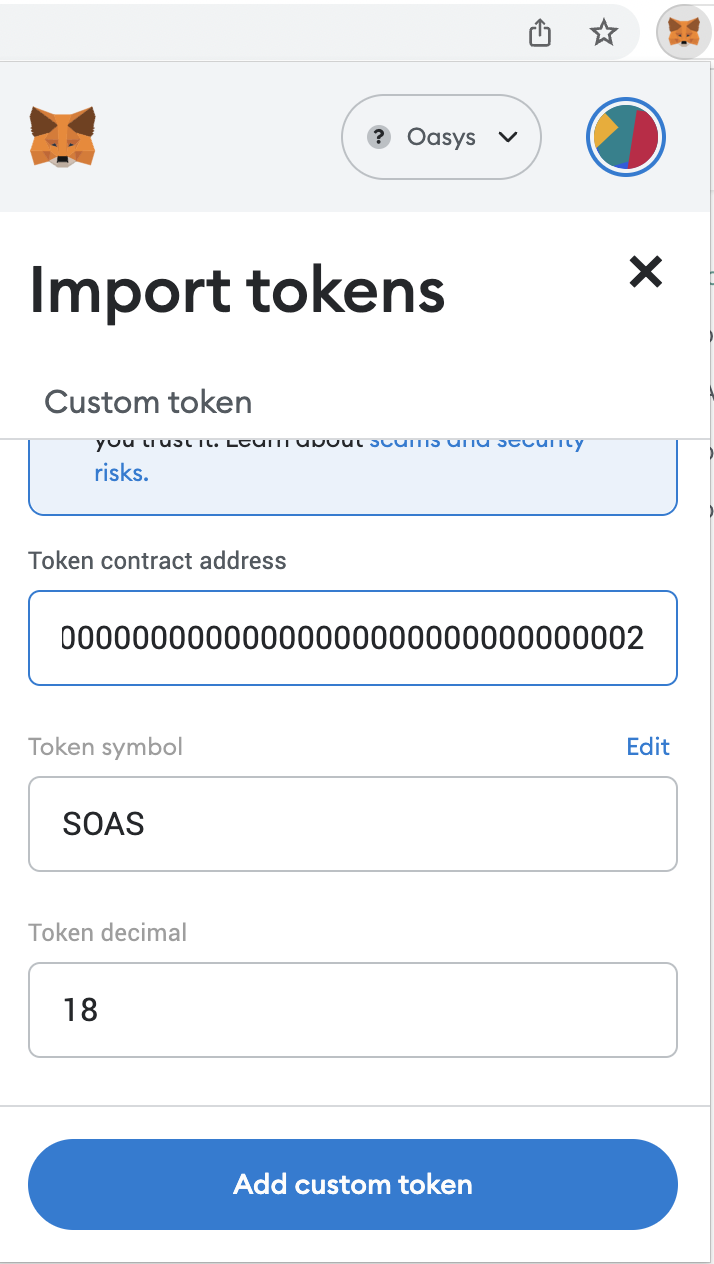 Oasys
Import tokens
Custom token
you trust it. Learn about scams and security
risks.
Token contract address
000000000000000000000000000000002
Token symbol
Edit
SOAS
Token decimal
18
Add custom token